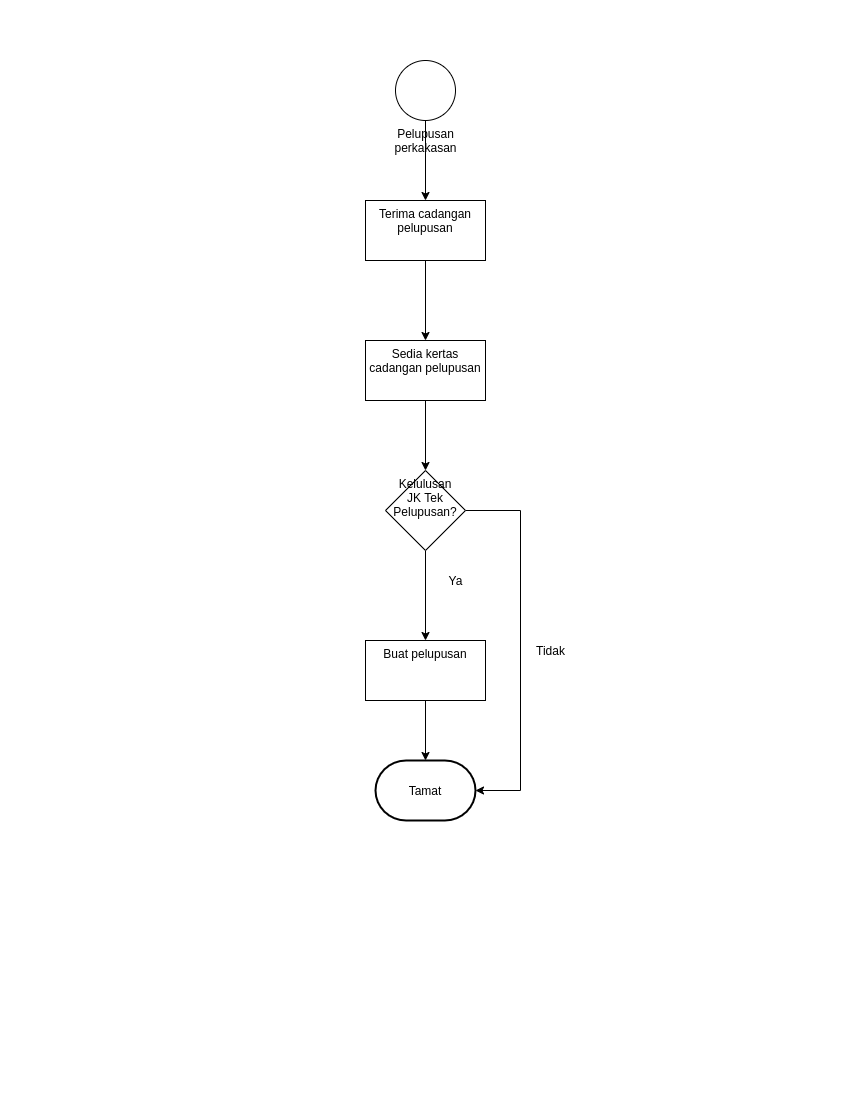 Pelupusan
perkakasan
Terima cadangan
pelupusan
Sedia kertas
cadangan pelupusan
Kelulusan
JK Tek
Pelupusan?
Ya
Buat pelupusan
Tidak
Tamat